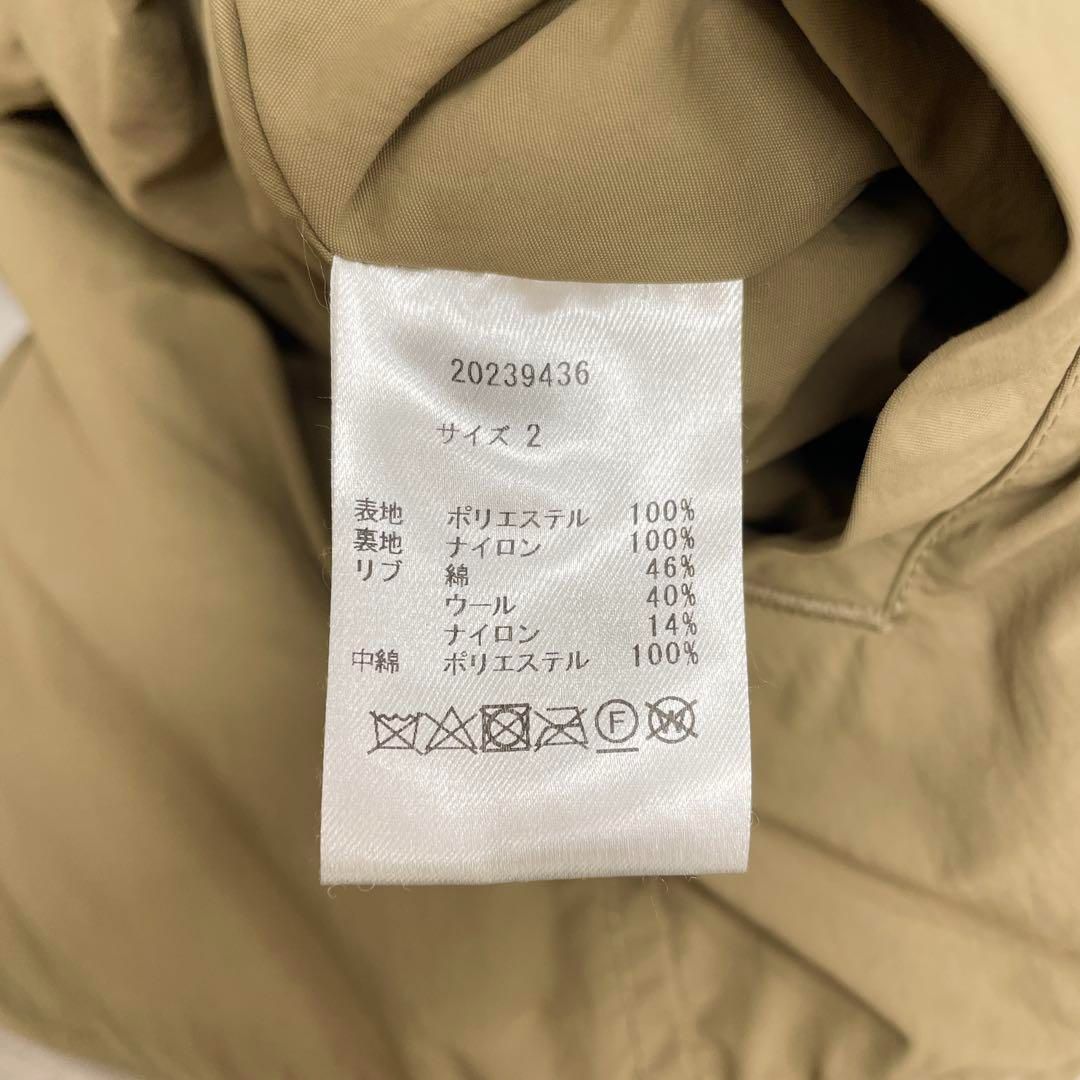 20239436
サイズ 2
表地 ポリエステル 100%
裏地 ナイロン 100%
リブ 綿 46%
ウール 40%
ナイロン 14%
中綿 ポリエステル 100%
F W